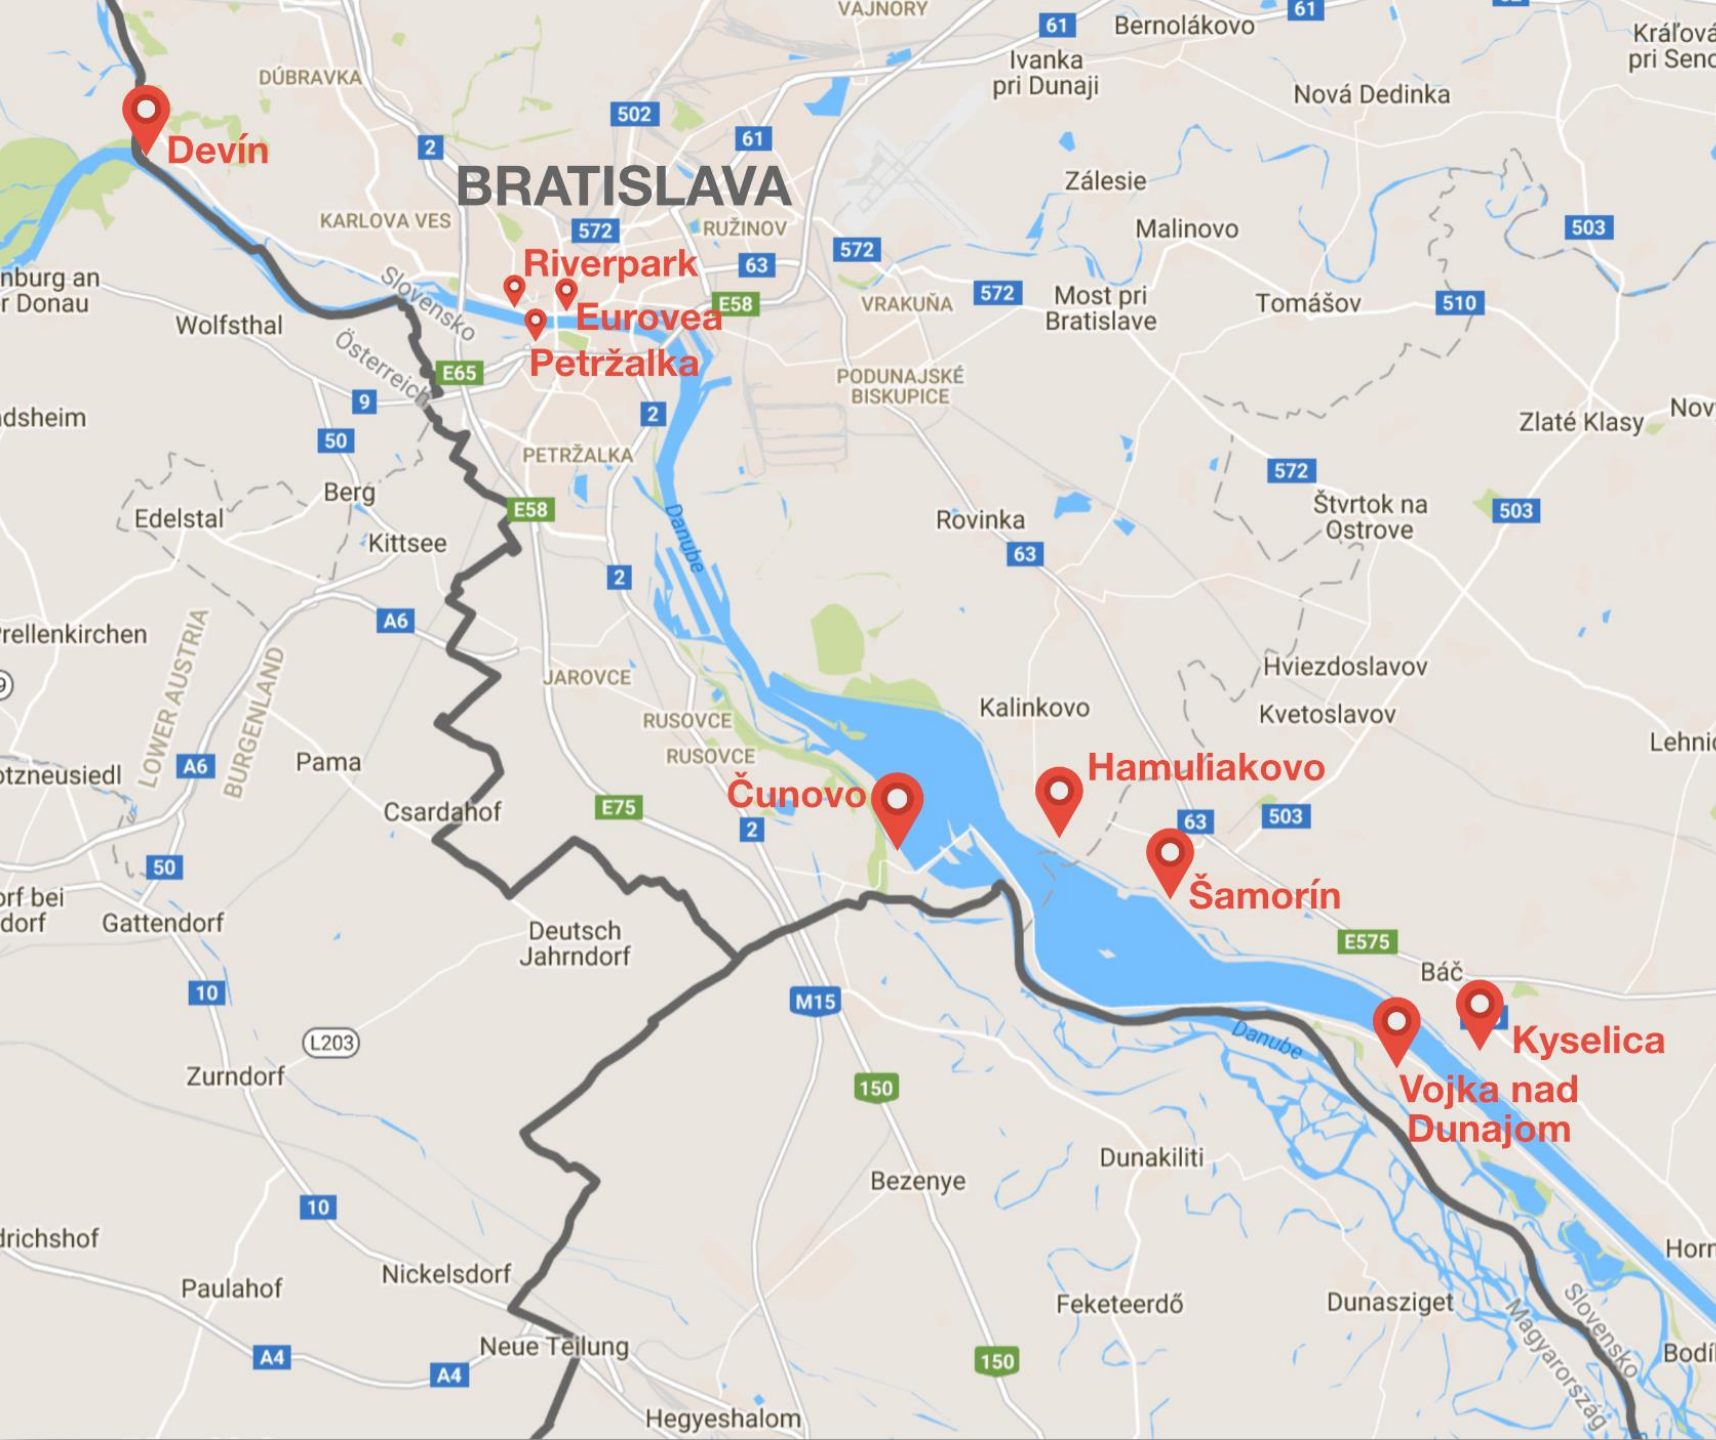 VAJNORY
61
61
Bernolákovo
Kráľová
pri Senc
Ivanka
pri Dunaji
DÚBRAVKA
Nová Dedinka
502
61
2
Devín
BRATISLAVA
Zálesie
KARLOVA VES
572
RUŽINOV
Malinovo
503
572
Riverpark
63
nburg an
r Donau
Slovensko
572
Most pri
Bratislave
Tomášov
510
E58
VRAKUŇA
Eurovea
Wolfsthal
Österreich
Petržalka
E65
PODUNAJSKÉ
BISKUPICE
9
dsheim
2
Zlaté Klasy
Nov
50
PETRŽALKA
572
Berg
E58
Štvrtok na
Ostrove
503
Edelstal
Danube
Rovinka
Kittsee
63
2
A6
rellenkirchen
LOWER AUSTRIA
BURGENLAND
JAROVCE
Hviezdoslavov
9
Kalinkovo
Kvetoslavov
RUSOVCE
RUSOVCE
Lehnic
A6
Pama
otzneusiedl
Hamuliakovo
Čunovo
E75
Csardahof
2
63
503
50
Šamorín
orf bei
dorf
Gattendorf
Deutsch
Jahrndorf
E575
Báč
10
M15
L203
Danube
Kyselica
Zurndorf
150
Vojka nad
Dunajom
Dunakiliti
Bezenye
10
drichshof
Horn
Nickelsdorf
Paulahof
Feketeerdő
Dunasziget
Slovensko
Magyarország
Neue Teilung
A4
A4
150
Bodí
Hegyeshalom